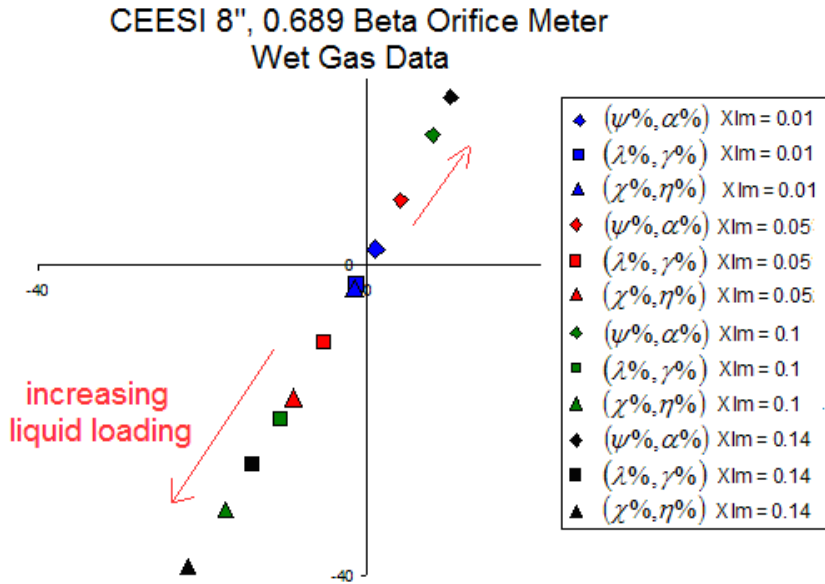 CEESI 8", 0.689 Beta Orifice Meter
Wet Gas Data
(ψ%,α%) Xlm = 0.01
(λ%,γ%) Xlm = 0.01
(χ%,η%) Xlm = 0.01
(ψ%,α%) Xlm = 0.05
(λ%,γ%) Xlm = 0.05
(χ%,η%) Xlm = 0.05
(ψ%,α%) Xlm = 0.1
(λ%,γ%) Xlm = 0.1
(χ%,η%) Xlm = 0.1
(ψ%,α%) Xlm = 0.14
(λ%,γ%) Xlm = 0.14
(χ%,η%) Xlm = 0.14
0
-40
0
increasing
liquid loading
-40